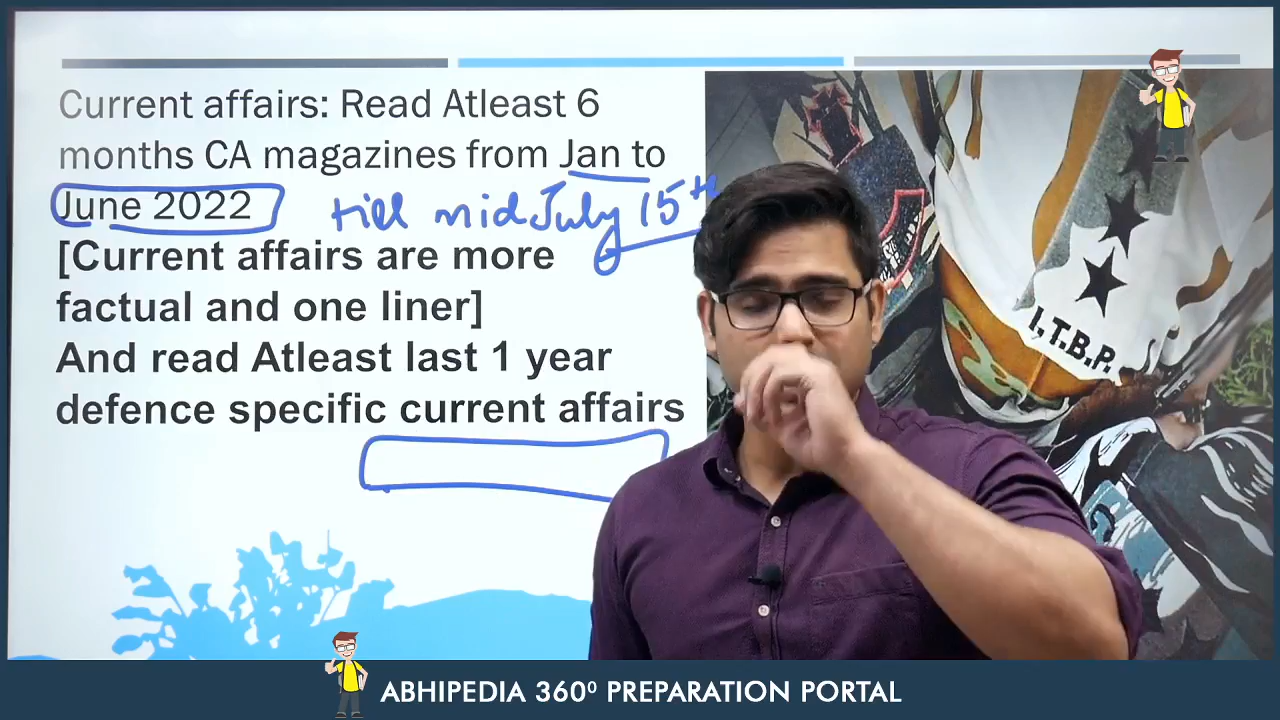 Current affairs: Read Atleast 6
months CA magazines from Jan to
June 2022 till mid July 15th
[Current affairs are more
factual and one liner]
And read Atleast last 1 year
defence specific current affairs
I.T.B.P.
ABHIPEDIA 360º PREPARATION PORTAL